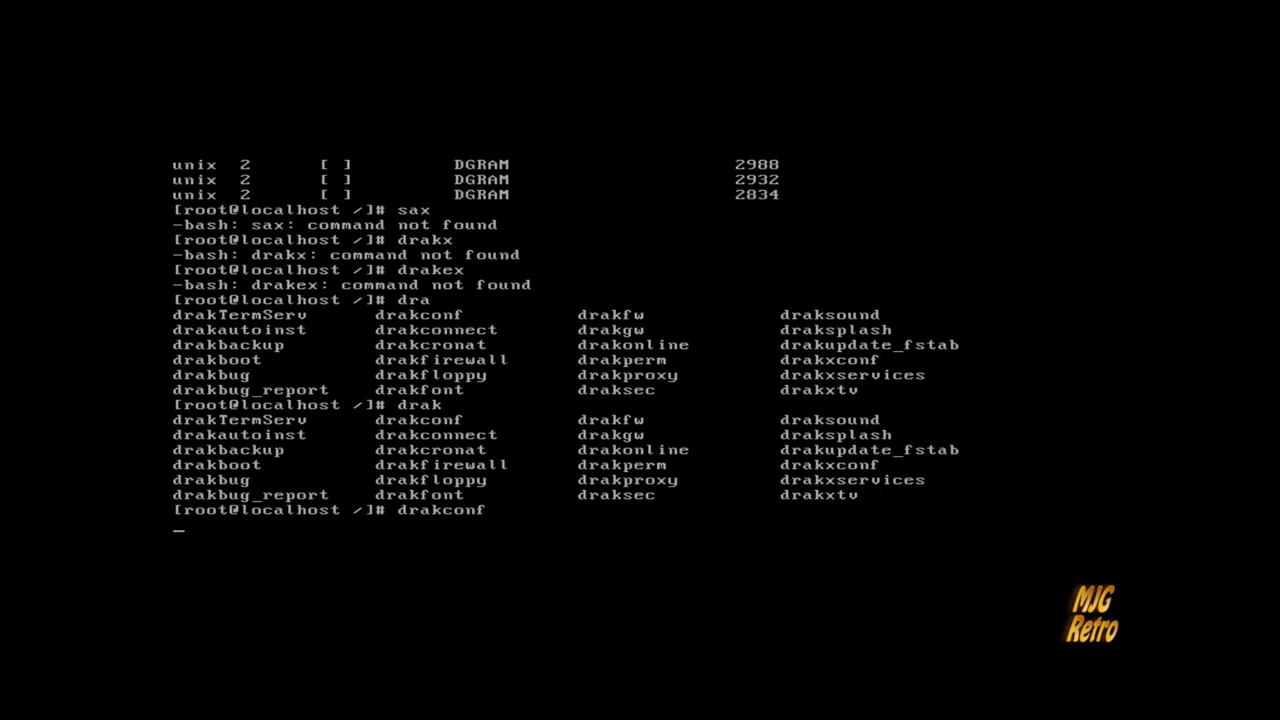 unix 2 [ ] DGRAM 2988
unix 2 [ ] DGRAM 2932
unix 2 [ ] DGRAM 2834
[root@localhost /]# sax
-bash: sax: command not found
[root@localhost /]# drakx
-bash: drakx: command not found
[root@localhost /]# drakex
-bash: drakex: command not found
[root@localhost /]# dra
drakTermServ drakconf drakfw draksound
drakautoinst drakconnect drakgw draksplash
drakbackup drakcronat drakonline drakupdate_fstab
drakboot drakfirewall drakperm drakxconf
drakbug drakfloppy drakproxy drakxservices
drakbug_report drakfont draksec drakxtv
[root@localhost /]# drak
drakTermServ drakconf drakfw draksound
drakautoinst drakconnect drakgw draksplash
drakbackup drakcronat drakonline drakupdate_fstab
drakboot drakfirewall drakperm drakxconf
drakbug drakfloppy drakproxy drakxservices
drakbug_report drakfont draksec drakxtv
[root@localhost /]# drakconf
_
MJG
Retro